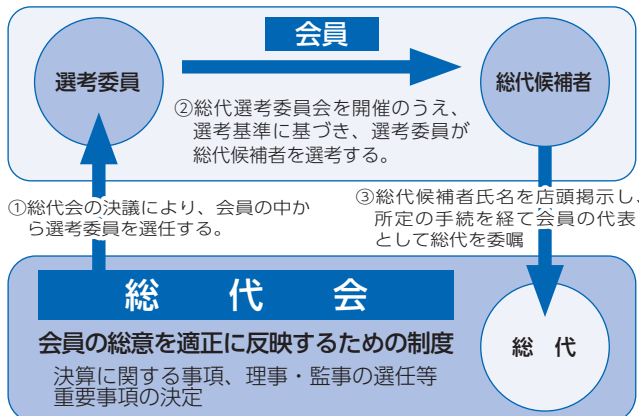 会員
選考委員
総代候補者
②総代選考委員会を開催のうえ、
選考基準に基づき、選考委員が
総代候補者を選考する。
①総代会の決議により、会員の中か
ら選考委員を選任する。
③総代候補者氏名を店頭掲示し、
所定の手続を経て会員の代表
として総代を委嘱
総代会
会員の総意を適正に反映するための制度
決算に関する事項、理事・監事の選任等
重要事項の決定
総代